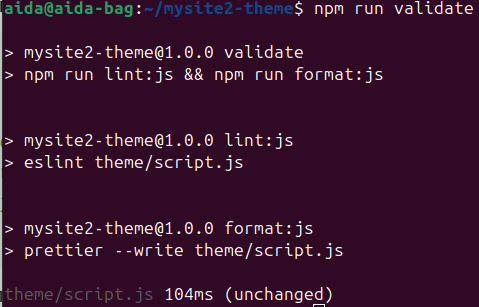 aida@aida-bag:~/mysite2-theme$ npm run validate
> mysite2-theme@1.0.0 validate
> npm run lint:js && npm run format:js
> mysite2-theme@1.0.0 lint:js
> eslint theme/script.js
> mysite2-theme@1.0.0 format:js
> prettier --write theme/script.js
theme/script.js 104ms (unchanged)